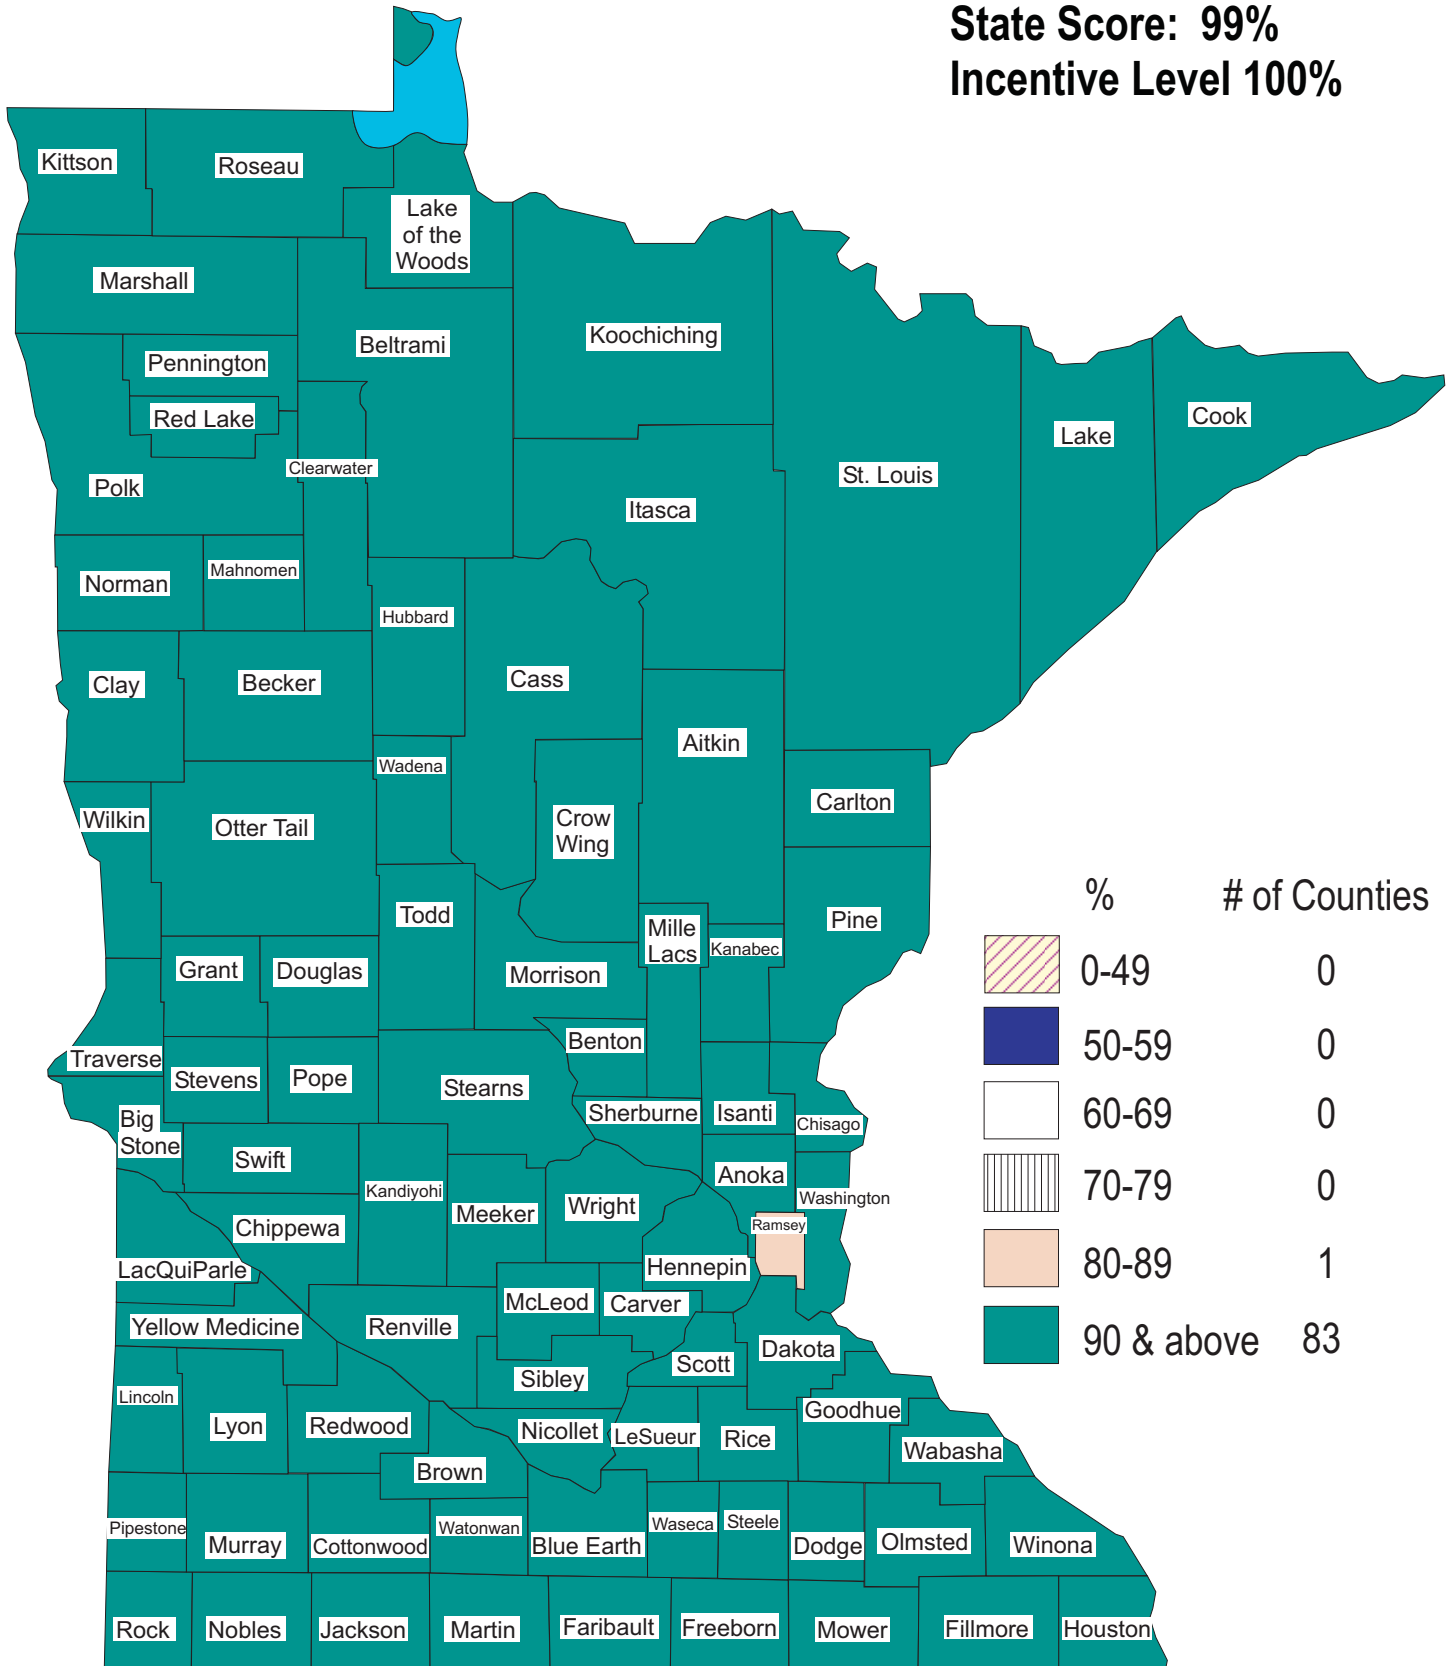 State Score: 99%
Incentive Level 100%
Kittson
Roseau
Lake
of the
Woods
Marshall
Koochiching
Beltrami
Pennington
Red Lake
Cook
Lake
Clearwater
St. Louis
Polk
Itasca
Mahnomen
Norman
Hubbard
Cass
Becker
Clay
Aitkin
Wadena
Carlton
Wilkin
Otter Tail
Crow
Wing
Todd
Mille
Lacs
Pine
Kanabec
Grant
Douglas
Morrison
Benton
Traverse
Stevens
Pope
Stearns
Big
Stone
Sherburne
Isanti
Chisago
Swift
Anoka
Kandiyohi
Washington
Meeker
Wright
Chippewa
Ramsey
LacQuiParle
Hennepin
McLeod
Carver
Yellow Medicine
Renville
Dakota
Scott
Sibley
Lincoln
Lyon
Redwood
Nicollet
LeSueur
Rice
Goodhue
Wabasha
Brown
Pipestone
Murray
Cottonwood
Watonwan
Blue Earth
Waseca
Steele
Dodge
Olmsted
Winona
Rock
Nobles
Jackson
Martin
Faribault
Freeborn
Mower
Fillmore
Houston
% # of Counties
0-49 0
50-59 0
60-69 0
70-79 0
80-89 1
90 & above 83